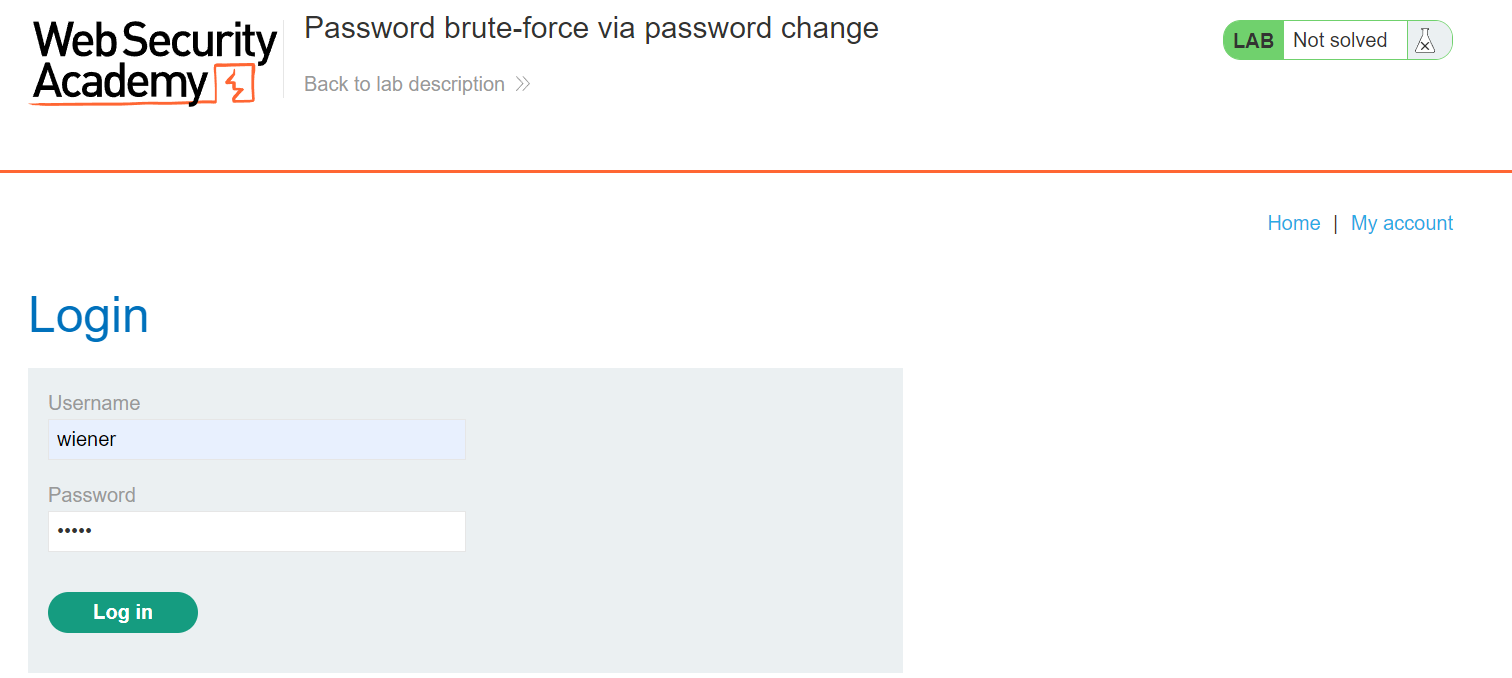 Web Security
Academy
Password brute-force via password change
Back to lab description
LAB Not solved
Home | My account
Login
Username
wiener
Password
•••••
Log in